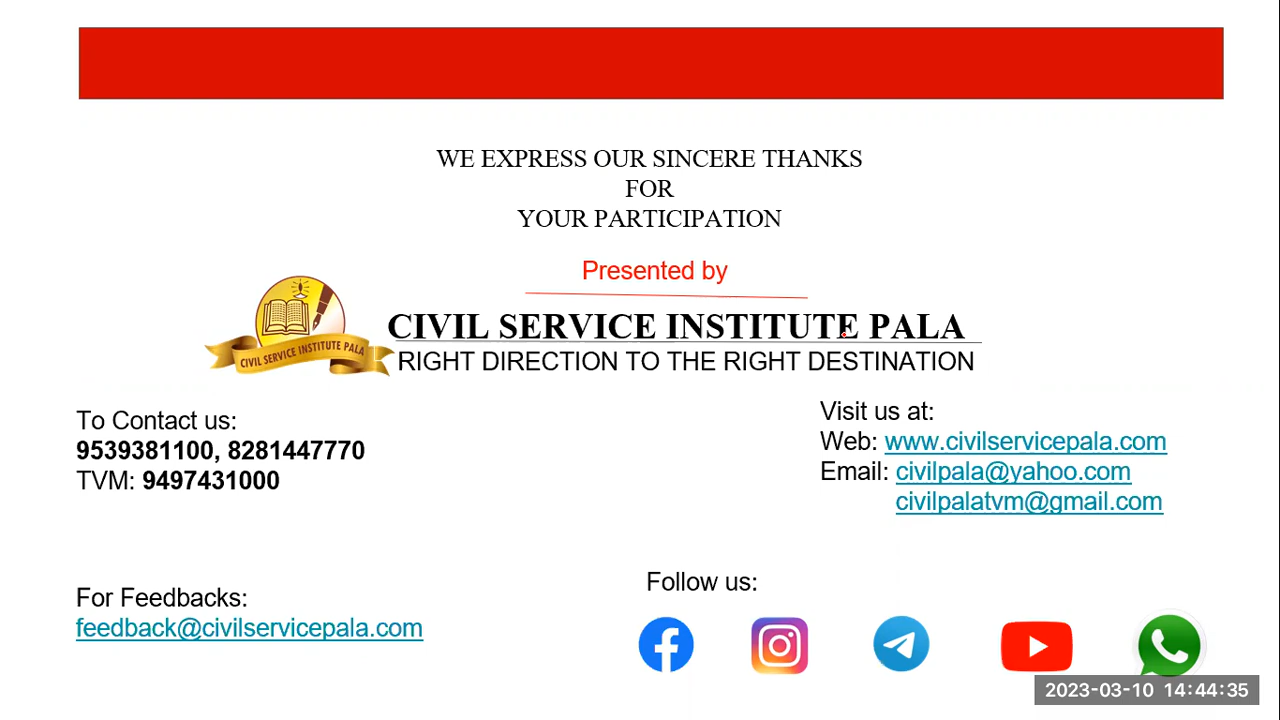 WE EXPRESS OUR SINCERE THANKS
FOR
YOUR PARTICIPATION
Presented by
CIVIL SERVICE INSTITUTE PALA
CIVIL SERVICE INSTITUTE PALA
RIGHT DIRECTION TO THE RIGHT DESTINATION
To Contact us:
9539381100, 8281447770
TVM: 9497431000
Visit us at:
Web: www.civilservicepala.com
Email: civilpala@yahoo.com
civilpalatvm@gmail.com
For Feedbacks:
feedback@civilservicepala.com
Follow us:
2023-03-10 14:44:35